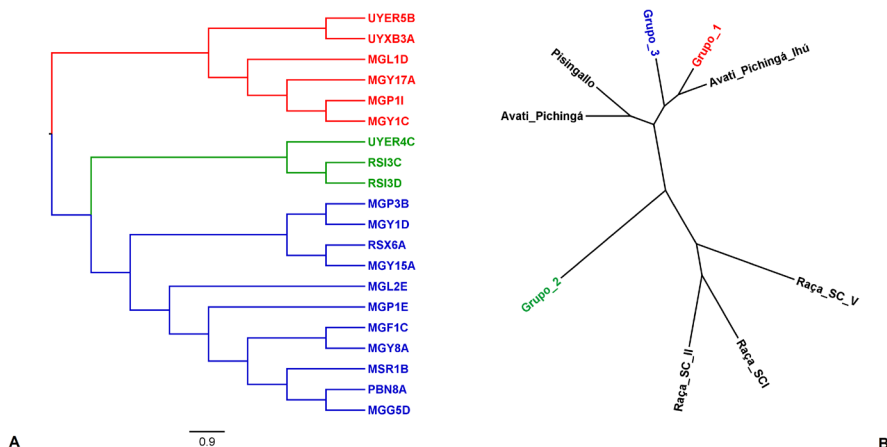 UYER5B
UYXB3A
MGL1D
MGY17A
MGP1I
MGY1C
UYER4C
RSI3C
RSI3D
MGP3B
MGY1D
RSX6A
MGY15A
MGL2E
MGP1E
MGF1C
MGY8A
MSR1B
PBN8A
MGG5D
0.9
A
Grupo_3
Grupo_1
Pisingallo
Avati_Pichingá_Ihú
Avati_Pichingá
Grupo_2
Raça_SC_V
Raça_SC_II
Raça_SCI
B